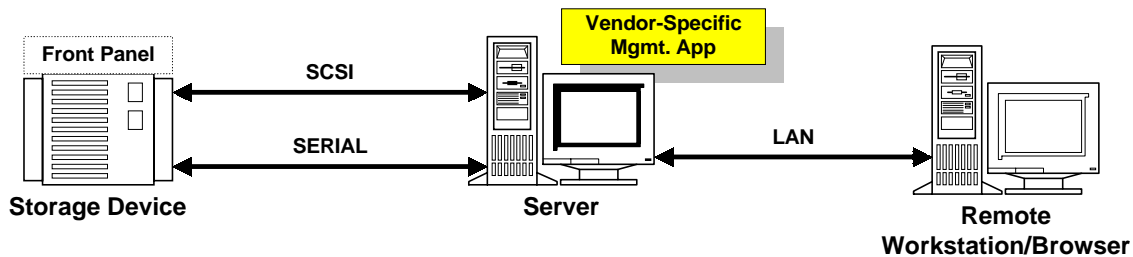 Vendor-Specific
Mgmt. App
Front Panel
SCSI
SERIAL
LAN
Storage Device
Server
Remote
Workstation/Browser